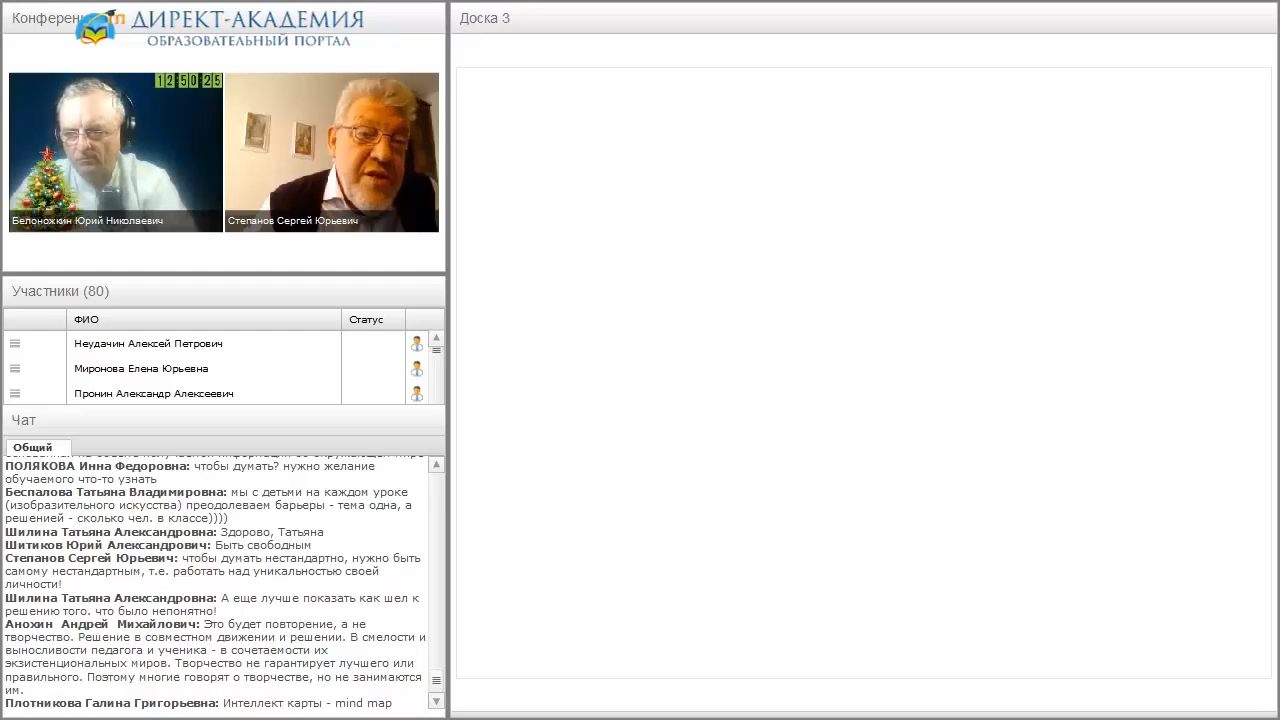 Конферен
ДИРЕКТ-АКАДЕМИЯ
ОБРАЗОВАТЕЛЬНЫЙ ПОРТАЛ
12:50:25
Белоножкин Юрий Николаевич
Степанов Сергей Юрьевич
Участники (80)
ФИО Статус
Неудачин Алексей Петрович
Миронова Елена Юрьевна
Пронин Александр Алексеевич
Чат
Общий
ПОЛЯКОВА Инна Федоровна: чтобы думать? нужно желание
обучаемого что-то узнать
Беспалова Татьяна Владимировна: мы с детьми на каждом уроке
(изобразительного искусства) преодолеваем барьеры - тема одна, а
решенией - сколько чел. в классе))))
Шилина Татьяна Александровна: Здорово, Татьяна
Шитиков Юрий Александрович: Быть свободным
Степанов Сергей Юрьевич: чтобы думать нестандартно, нужно быть
самому нестандартным, т.е. работать над уникальностью своей
личности!
Шилина Татьяна Александровна: А еще лучше показать как шел к
решению того. что было непонятно!
Анохин Андрей Михайлович: Это будет повторение, а не
творчество. Решение в совместном движении и решении. В смелости и
выносливости педагога и ученика - в сочетаемости их
экзистенциональных миров. Творчество не гарантирует лучшего или
правильного. Поэтому многие говорят о творчестве, но не занимаются
им.
Плотникова Галина Григорьевна: Интеллект карты - mind map
Доска 3